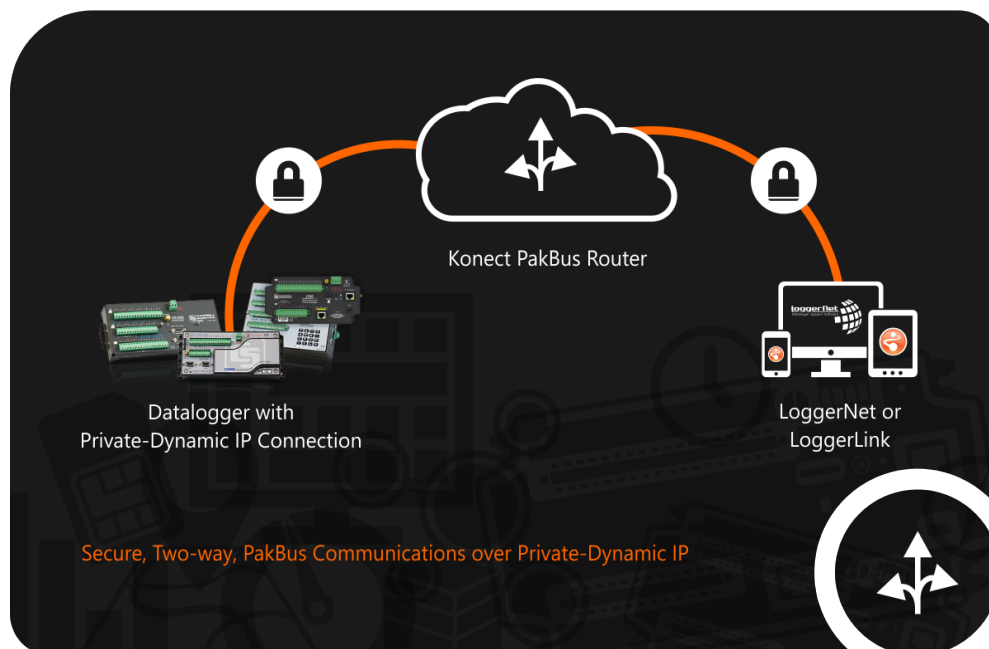 Konect PakBus Router
loggernet
Datalogger with
Private-Dynamic IP Connection
LoggerNet or
LoggerLink
Secure, Two-way, PakBus Communications over Private-Dynamic IP